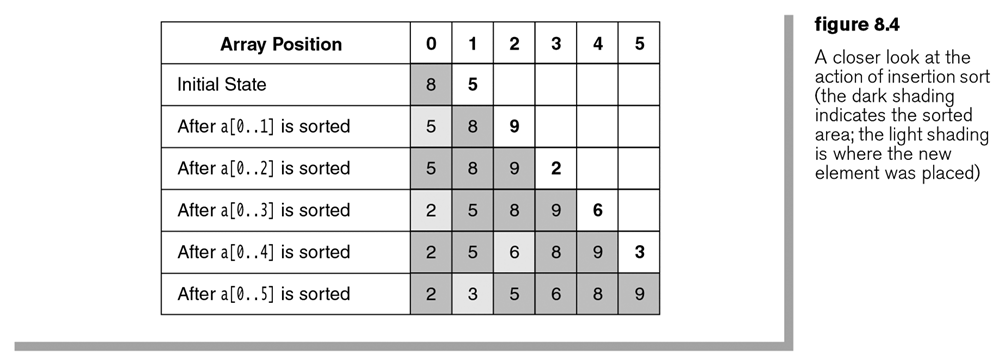 Array Position 0 1 2 3 4 5
Initial State 8 5
After a[0..1] is sorted 5 8 9
After a[0..2] is sorted 5 8 9 2
After a[0..3] is sorted 2 5 8 9 6
After a[0..4] is sorted 2 5 6 8 9 3
After a[0..5] is sorted 2 3 5 6 8 9
figure 8.4
A closer look at the
action of insertion sort
(the dark shading
indicates the sorted
area; the light shading
is where the new
element was placed)